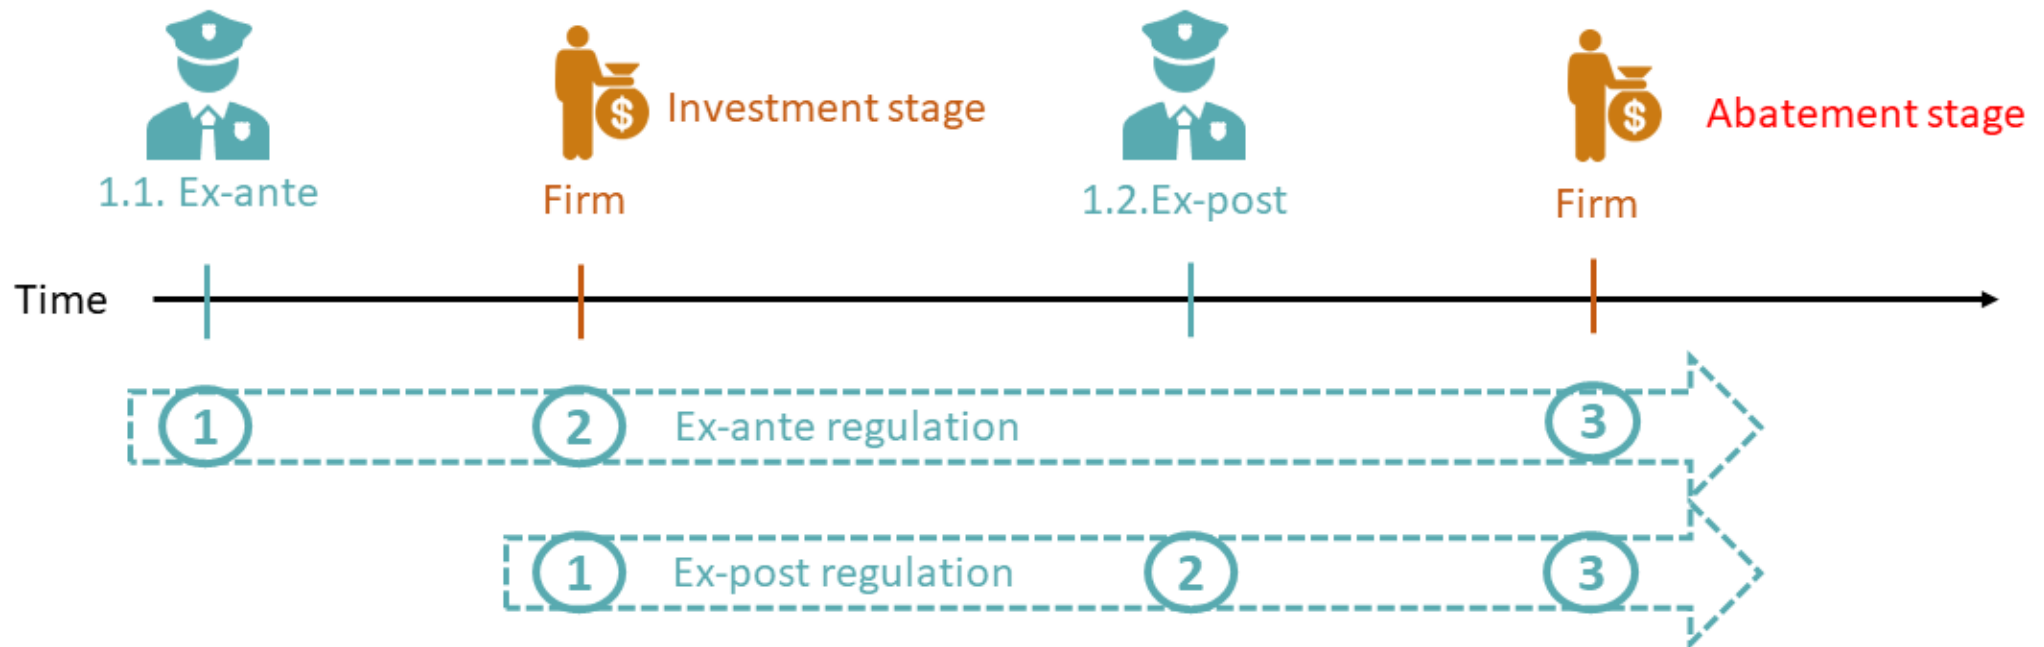 $ Investment stage
$ Abatement stage
1.1. Ex-ante
Firm
1.2.Ex-post
Firm
Time
1 2 Ex-ante regulation 3
1 Ex-post regulation 2 3